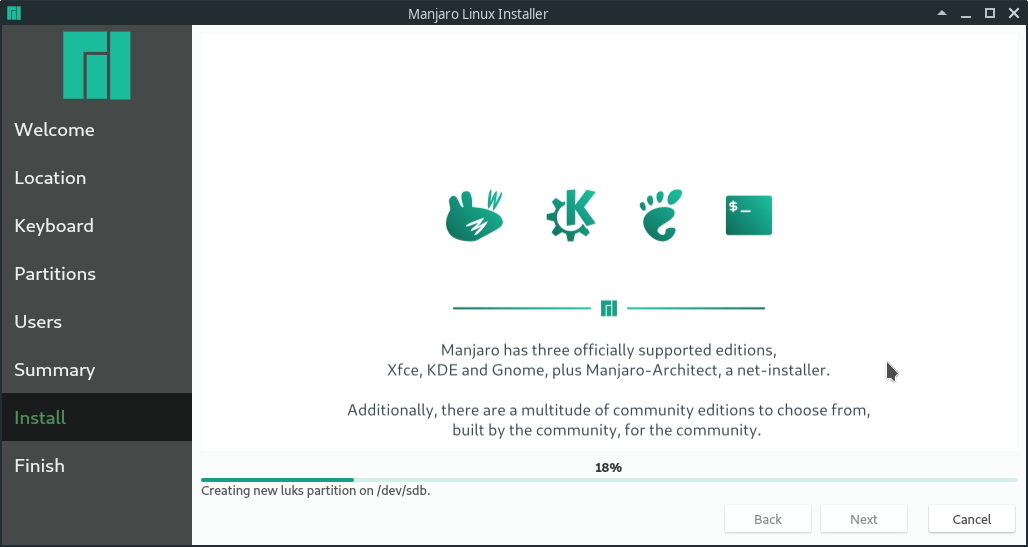 Manjaro Linux Installer
Welcome
Location
Keyboard
Partitions
Users
Summary
Install
Finish
$_
Manjaro has three officially supported editions,
Xfce, KDE and Gnome, plus Manjaro-Architect, a net-installer.
Additionally, there are a multitude of community editions to choose from,
built by the community, for the community.
18%
Creating new luks partition on /dev/sdb.
Back
Next
Cancel